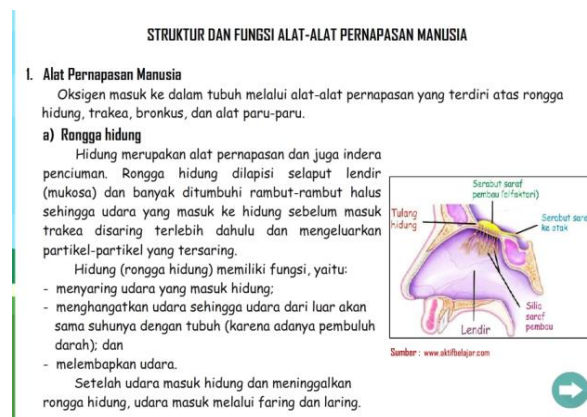 STRUKTUR DAN FUNGSI ALAT-ALAT PERNAPASAN MANUSIA
1. Alat Pernapasan Manusia
Oksigen masuk ke dalam tubuh melalui alat-alat pernapasan yang terdiri atas rongga
hidung, trakea, bronkus, dan alat paru-paru.
a) Rongga hidung
Hidung merupakan alat pernapasan dan juga indera
penciuman. Rongga hidung dilapisi selaput lendir
(mukosa) dan banyak ditumbuhi rambut-rambut halus
sehingga udara yang masuk ke hidung sebelum masuk
trakea disaring terlebih dahulu dan mengeluarkan
partikel-partikel yang tersaring.
Hidung (rongga hidung) memiliki fungsi, yaitu:
- menyaring udara yang masuk hidung;
- menghangatkan udara sehingga udara dari luar akan
sama suhunya dengan tubuh (karena adanya pembuluh
darah); dan
- melembapkan udara.
Setelah udara masuk hidung dan meninggalkan
rongga hidung, udara masuk melalui faring dan laring.
Serabut saraf
pembau (olfaktori)
Tulang
hidung
Serabut sara
ke otak
Silia
saraf
pembau
Lendir
Sumber : www.aktifbelajar.com